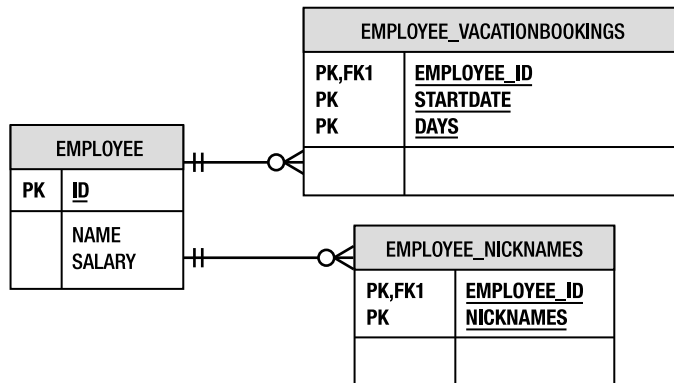 EMPLOYEE_VACATIONBOOKINGS
PK,FK1 EMPLOYEE_ID
PK STARTDATE
PK DAYS
EMPLOYEE
PK ID
NAME
SALARY
EMPLOYEE_NICKNAMES
PK,FK1 EMPLOYEE_ID
PK NICKNAMES